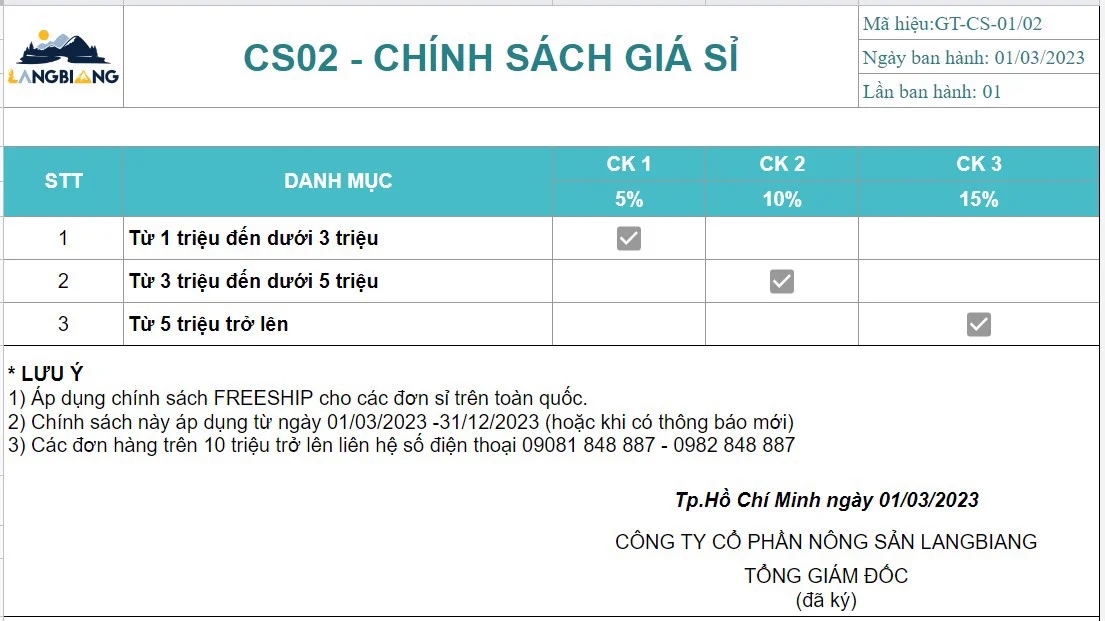 LANGBIANG
CS02 - CHÍNH SÁCH GIÁ SỈ
Mã hiệu:GT-CS-01/02
Ngày ban hành: 01/03/2023
Lần ban hành: 01
STT DANH MỤC CK 1 CK 2 CK 3
5% 10% 15%
1 Từ 1 triệu đến dưới 3 triệu
2 Từ 3 triệu đến dưới 5 triệu
3 Từ 5 triệu trở lên
* LƯU Ý
1) Áp dụng chính sách FREESHIP cho các đơn sỉ trên toàn quốc.
2) Chính sách này áp dụng từ ngày 01/03/2023 -31/12/2023 (hoặc khi có thông báo mới)
3) Các đơn hàng trên 10 triệu trở lên liên hệ số điện thoại 09081 848 887 - 0982 848 887
Tp.Hồ Chí Minh ngày 01/03/2023
CÔNG TY CỔ PHẦN NÔNG SẢN LANGBIANG
TỔNG GIÁM ĐỐC
(đã ký)